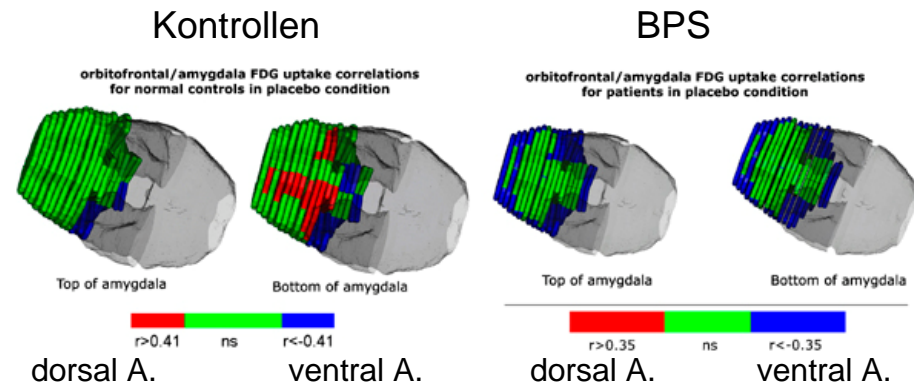 Kontrollen
orbitofrontal/amygdala FDG uptake correlations
for normal controls in placebo condition
Top of amygdala
Bottom of amygdala
r>0.41
ns
r<-0.41
dorsal A.
ventral A.
BPS
orbitofrontal/amygdala FDG uptake correlations
for patients in placebo condition
Top of amygdala
Bottom of amygdala
r>0.35
ns
r<-0.35
dorsal A.
ventral A.